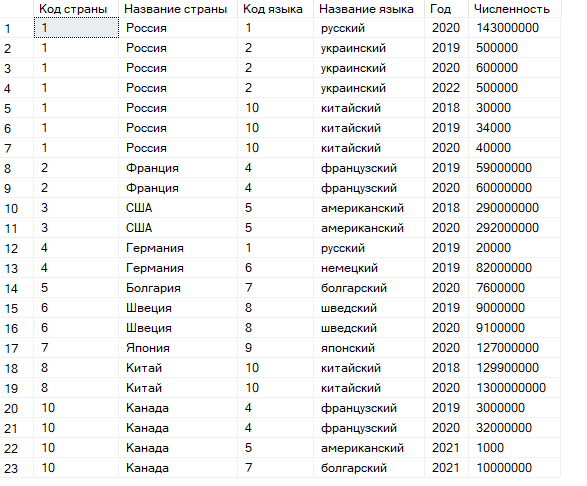 Код страны Название страны Код языка Название языка Год Численность
1 1 Россия 1 русский 2020 143000000
2 1 Россия 2 украинский 2019 500000
3 1 Россия 2 украинский 2020 600000
4 1 Россия 2 украинский 2022 500000
5 1 Россия 10 китайский 2018 30000
6 1 Россия 10 китайский 2019 34000
7 1 Россия 10 китайский 2020 40000
8 2 Франция 4 французский 2019 59000000
9 2 Франция 4 французский 2020 60000000
10 3 США 5 американский 2018 290000000
11 3 США 5 американский 2020 292000000
12 4 Германия 1 русский 2019 20000
13 4 Германия 6 немецкий 2019 82000000
14 5 Болгария 7 болгарский 2020 7600000
15 6 Швеция 8 шведский 2019 9000000
16 6 Швеция 8 шведский 2020 9100000
17 7 Япония 9 японский 2020 127000000
18 8 Китай 10 китайский 2018 129900000
19 8 Китай 10 китайский 2020 1300000000
20 10 Канада 4 французский 2019 3000000
21 10 Канада 4 французский 2020 32000000
22 10 Канада 5 американский 2021 1000
23 10 Канада 7 болгарский 2021 10000000